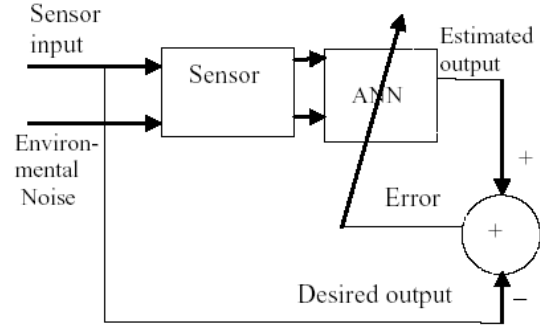 Sensor
input
Sensor
ANN
Estimated
output
Environ-
mental
Noise
+
Error
+
Desired output
−